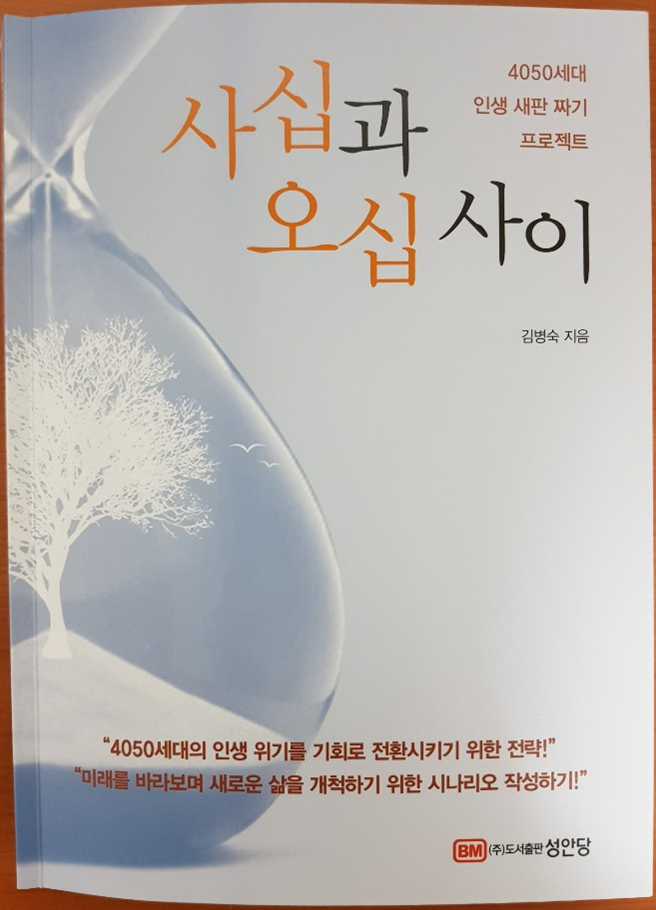 4050세대
인생 새판 짜기
프로젝트
사십과
오십 사이
김병숙 지음
“4050세대의 인생 위기를 기회로 전환시키기 위한 전략!”
“미래를 바라보며 새로운 삶을 개척하기 위한 시나리오 작성하기!”
BM (주)도서출판 성안당